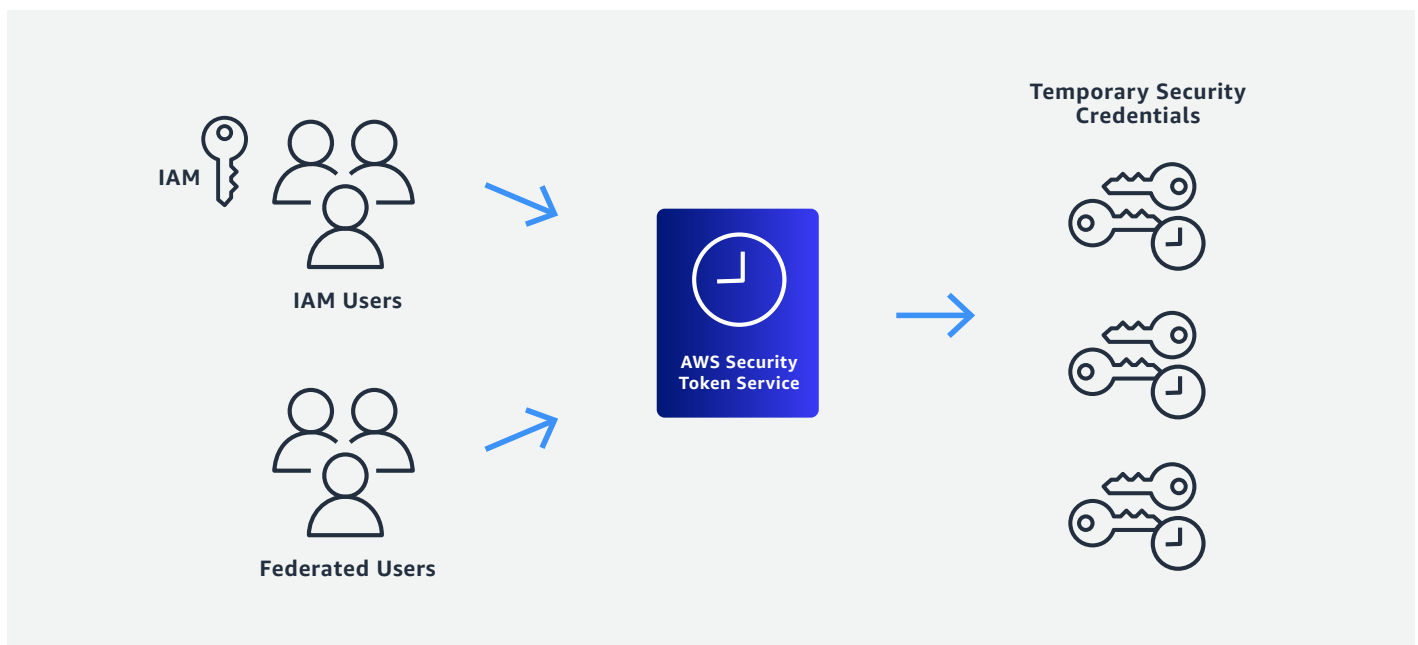 IAM
IAM Users
Federated Users
AWS Security
Token Service
Temporary Security
Credentials